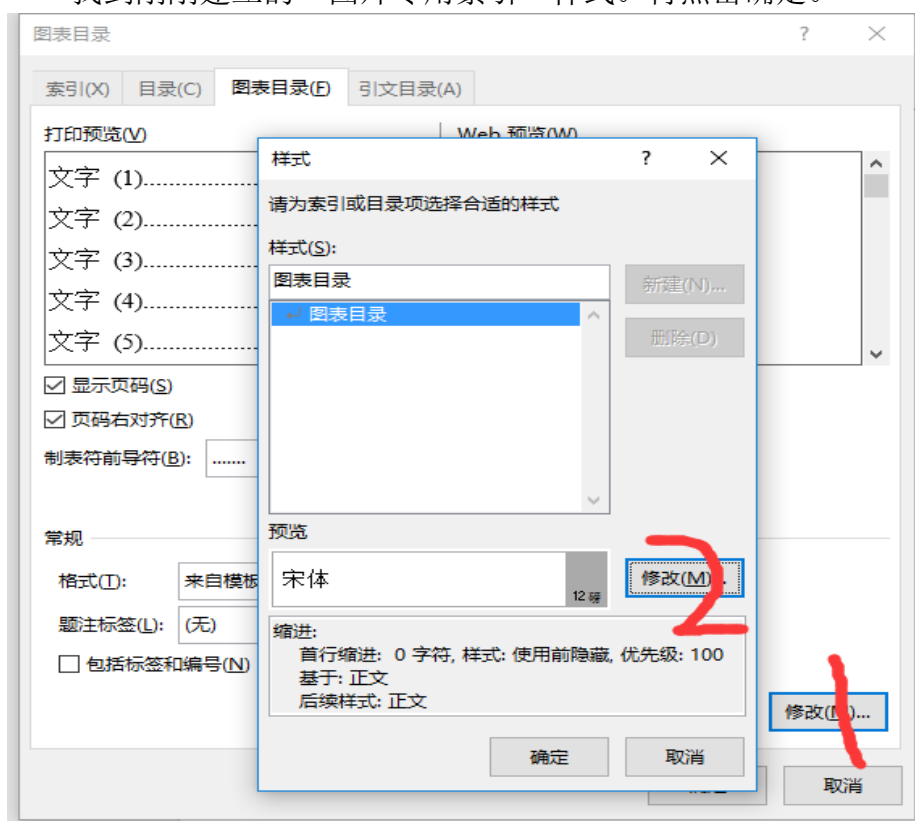 图表目录 ? ×
索引(X) 目录(C) 图表目录(F) 引文目录(A)
打印预览(V)
文字 (1)..............
文字 (2)..............
文字 (3)..............
文字 (4)..............
文字 (5)..............
显示页码(S)
页码右对齐(R)
制表符前导符(B): .......
常规
格式(T): 来自模板
题注标签(L): (无)
包括标签和编号(N)
修改(M)...
取消
样式 ? ×
请为索引或目录项选择合适的样式
样式(S):
图表目录
新建(N)...
图表目录
删除(D)
预览
宋体
12 磅
修改(M)...
2
1
缩进:
首行缩进: 0 字符, 样式: 使用前隐藏, 优先级: 100
基于: 正文
后续样式: 正文
确定 取消